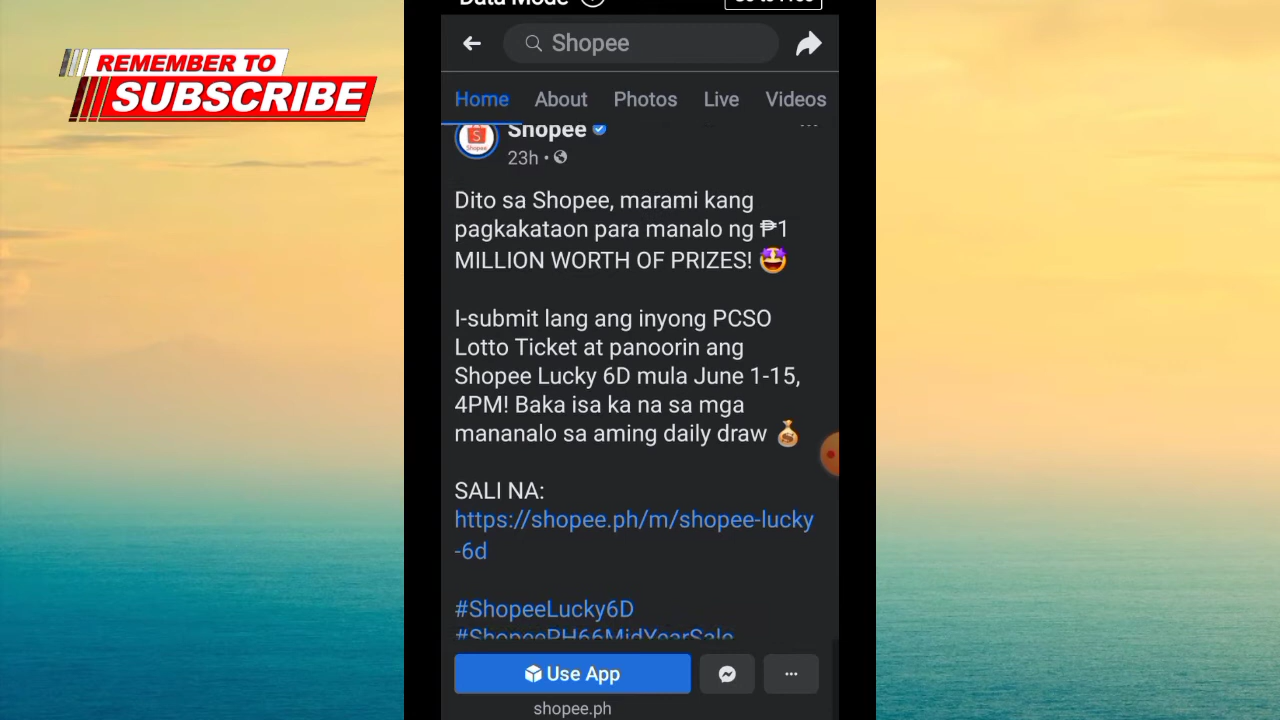 Data Mode
REMEMBER TO
SUBSCRIBE
Shopee
Home About Photos Live Videos
Shopee
23h
Dito sa Shopee, marami kang
pagkakataon para manalo ng ₱1
MILLION WORTH OF PRIZES! 🤩
I-submit lang ang inyong PCSO
Lotto Ticket at panoorin ang
Shopee Lucky 6D mula June 1-15,
4PM! Baka isa ka na sa mga
mananalo sa aming daily draw 💰
SALI NA:
https://shopee.ph/m/shopee-lucky
-6d
#ShopeeLucky6D
#ShopeePH66MidYearSale
Use App
shopee.ph